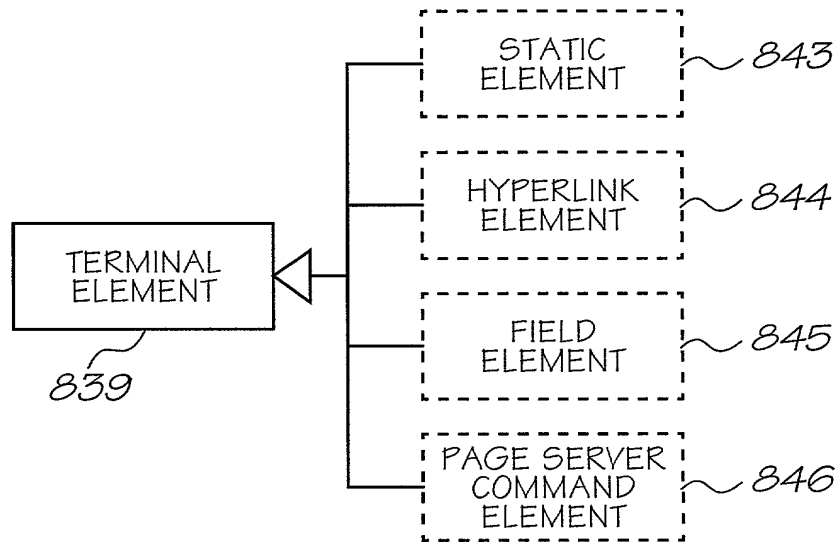 STATIC
ELEMENT
843
HYPERLINK
ELEMENT
844
TERMINAL
ELEMENT
839
FIELD
ELEMENT
845
PAGE SERVER
COMMAND
ELEMENT
846